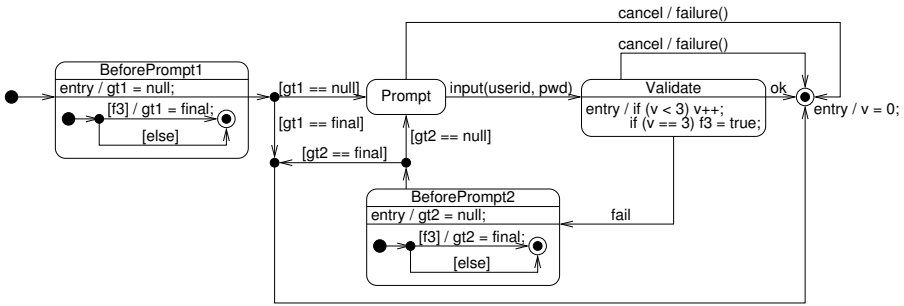 cancel / failure()
cancel / failure()
BeforePrompt1
entry / gt1 = null;
[f3] / gt1 = final;
[else]
[gt1 == null]
Prompt
input(userid, pwd)
Validate
entry / if (v < 3) v++;
if (v == 3) f3 = true;
ok
entry / v = 0;
[gt1 == final]
[gt2 == null]
[gt2 == final]
BeforePrompt2
entry / gt2 = null;
fail
[f3] / gt2 = final;
[else]